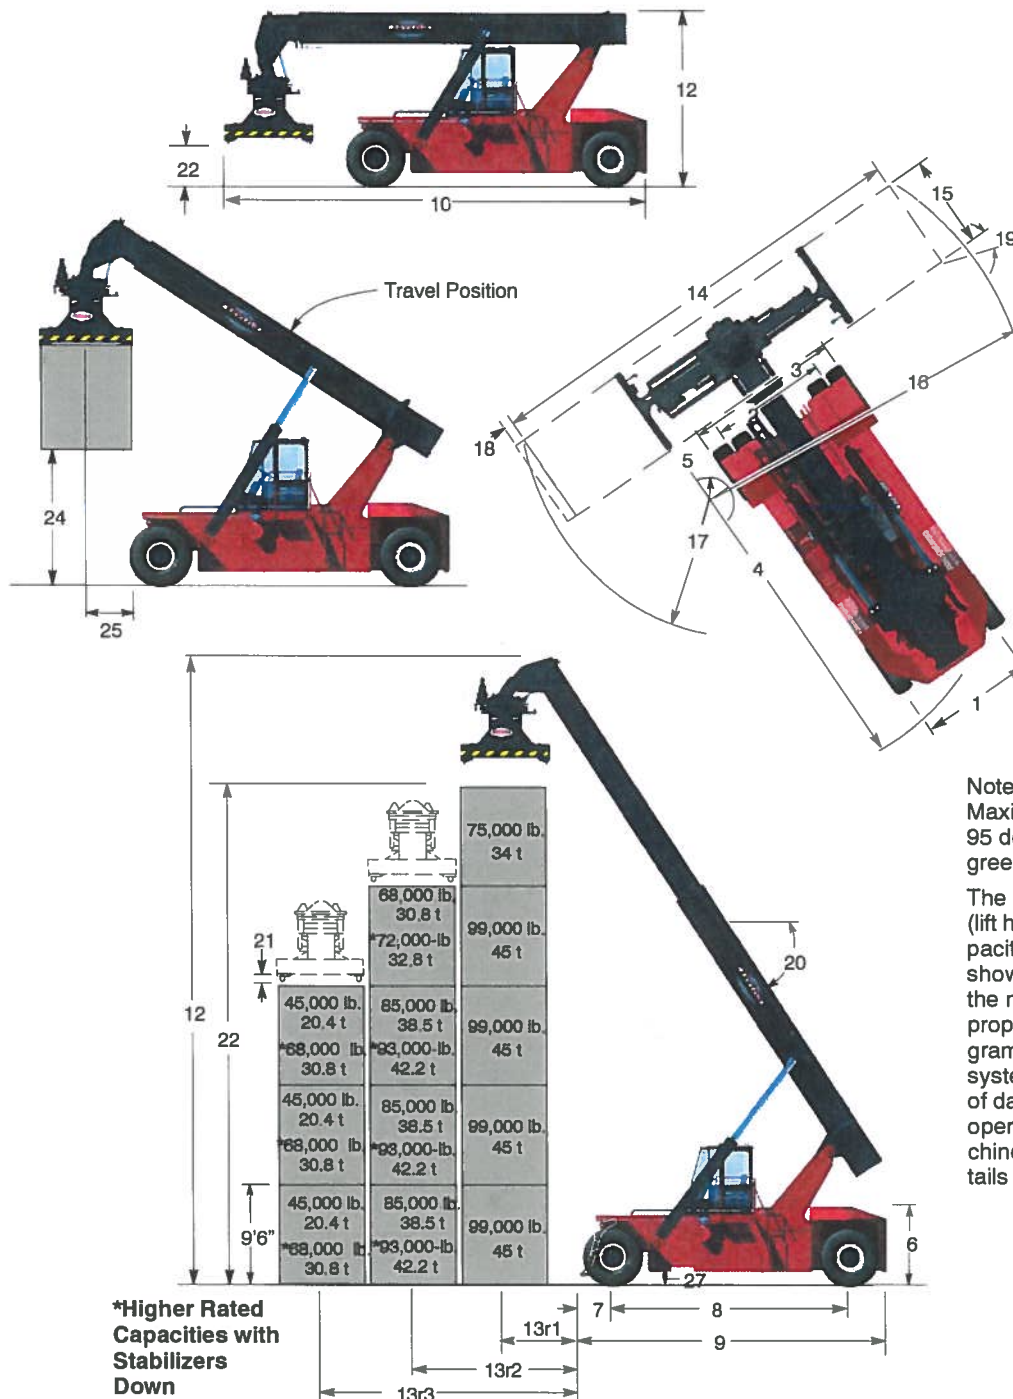 12
22
10
Travel Position
15
19
14
3
16
2
18
5
17
4
24
25
1
Note
Maxi
95 de
gree
The
(lift h
pacit
show
the r
prop
gram
syste
of da
oper
chine
tails
75,000 lb.
34 t
68,000 lb.
30.8 t
*72,000-lb
32.8 t
99,000 lb.
45 t
20
21
12
22
45,000 lb.
20.4 t
*68,000 lb.
30.8 t
85,000 lb.
38.5 t
*93,000-lb.
42.2 t
99,000 lb.
45 t
45,000 lb.
20.4 t
*68,000 lb.
30.8 t
85,000 lb.
38.5 t
*93,000-lb.
42.2 t
99,000 lb.
45 t
9'6"
45,000 lb.
20.4 t
*68,000 lb.
30.8 t
85,000 lb.
38.5 t
*93,000-lb.
42.2 t
99,000 lb.
45 t
6
27
7
8
13r1
9
13r2
13r3
*Higher Rated
Capacities with
Stabilizers
Down